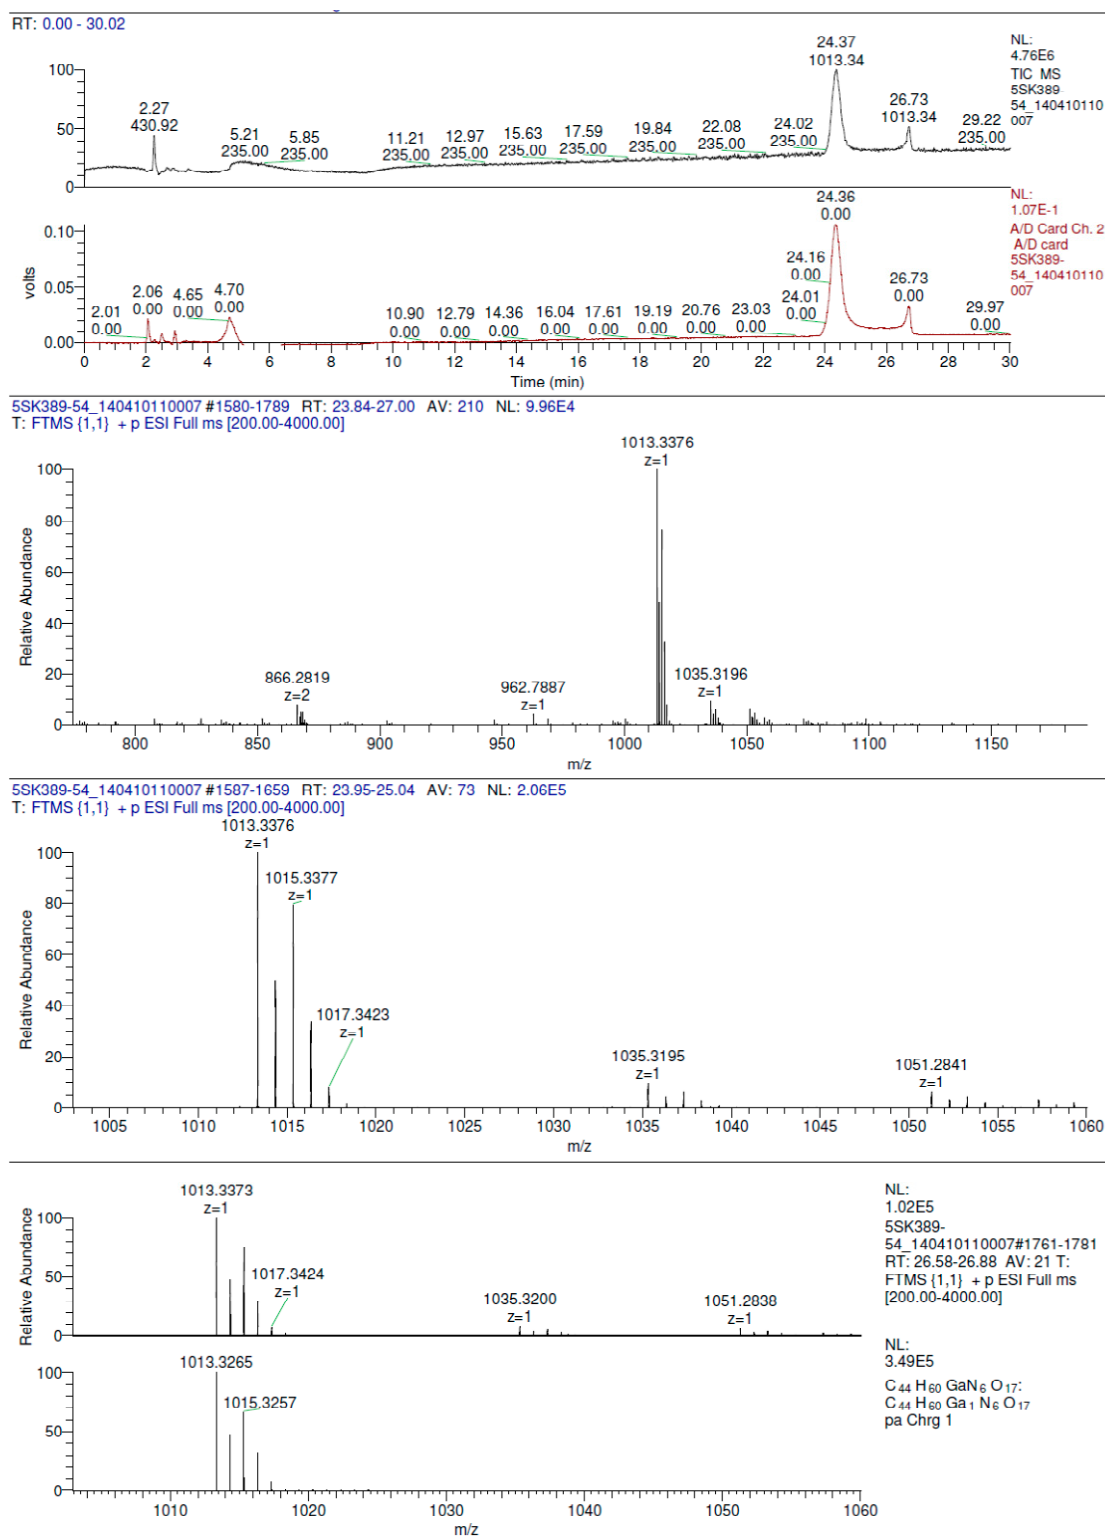 RT: 0.00 - 30.02
NL:
4.76E6
TIC MS
5SK389-
54_140410110
007
24.37
1013.34
100
2.27
430.92
26.73
1013.34
50
5.21
235.00
5.85
235.00
11.21
235.00
12.97
235.00
15.63
235.00
17.59
235.00
19.84
235.00
22.08
235.00
24.02
235.00
29.22
235.00
0
24.36
0.00
NL:
1.07E-1
A/D Card Ch. 2
A/D card
5SK389-
54_140410110
007
0.10
volts
0.05
24.16
0.00
26.73
0.00
2.01
0.00
2.06
0.00
4.65
0.00
4.70
0.00
10.90
0.00
12.79
0.00
14.36
0.00
16.04
0.00
17.61
0.00
19.19
0.00
20.76
0.00
23.03
0.00
24.01
0.00
29.97
0.00
0.00
0 2 4 6 8 10 12 14 16 18 20 22 24 26 28 30
Time (min)
5SK389-54_140410110007 #1580-1789 RT: 23.84-27.00 AV: 210 NL: 9.96E4
T: FTMS {1,1} + p ESI Full ms [200.00-4000.00]
1013.3376
z=1
100
80
60
40
20
0
Relative Abundance
866.2819
z=2
962.7887
z=1
1035.3196
z=1
800 850 900 950 1000 1050 1100 1150
m/z
5SK389-54_140410110007 #1587-1659 RT: 23.95-25.04 AV: 73 NL: 2.06E5
T: FTMS {1,1} + p ESI Full ms [200.00-4000.00]
1013.3376
z=1
1015.3377
z=1
100
80
60
40
20
0
Relative Abundance
1017.3423
z=1
1035.3195
z=1
1051.2841
z=1
1005 1010 1015 1020 1025 1030 1035 1040 1045 1050 1055 1060
m/z
1013.3373
z=1
NL:
1.02E5
5SK389-
54_140410110007#1761-1781
RT: 26.58-26.88 AV: 21 T:
FTMS {1,1} + p ESI Full ms
[200.00-4000.00]
100
50
0
Relative Abundance
1017.3424
z=1
1035.3200
z=1
1051.2838
z=1
1013.3265
1015.3257
NL:
3.49E5
C44 H60 GaN6 O17:
C44 H60 Ga1 N6 O17
pa Chrg 1
100
50
0
1010 1020 1030 1040 1050 1060
m/z